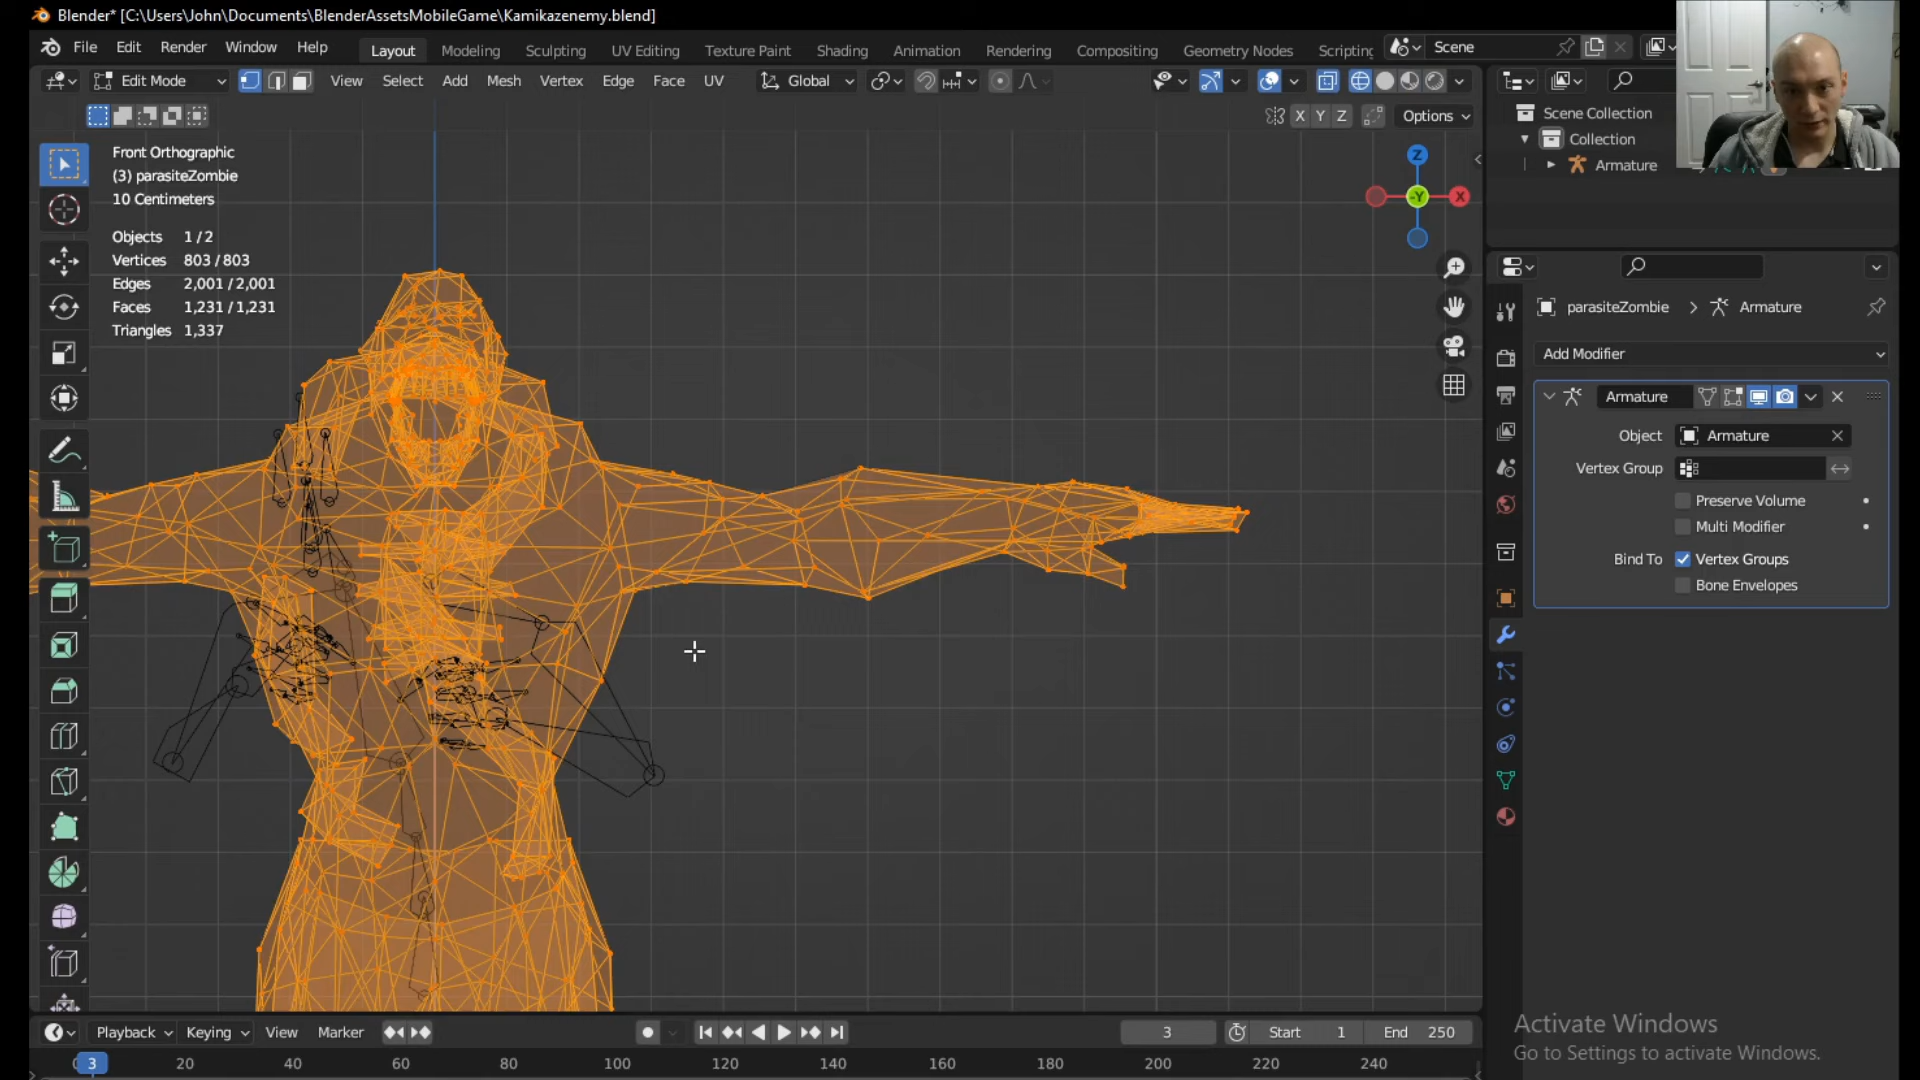 Blender* [C:\Users\John\Documents\BlenderAssetsMobileGame\Kamikazenemy.blend]
File Edit Render Window Help Layout Modeling Sculpting UV Editing Texture Paint Shading Animation Rendering Compositing Geometry Nodes Scripting Scene
Edit Mode View Select Add Mesh Vertex Edge Face UV Global
X Y Z Options
Scene Collection
Collection
Armature
Front Orthographic
(3) parasiteZombie
10 Centimeters
Objects 1/2
Vertices 803/803
Edges 2,001/2,001
Faces 1,231/1,231
Triangles 1,337
Z
-Y
X
parasiteZombie > Armature
Add Modifier
Armature
Object Armature
Vertex Group
Preserve Volume
Multi Modifier
Bind To Vertex Groups
Bone Envelopes
Activate Windows
Go to Settings to activate Windows.
Playback Keying View Marker 3 Start 1 End 250
3 20 40 60 80 100 120 140 160 180 200 220 240